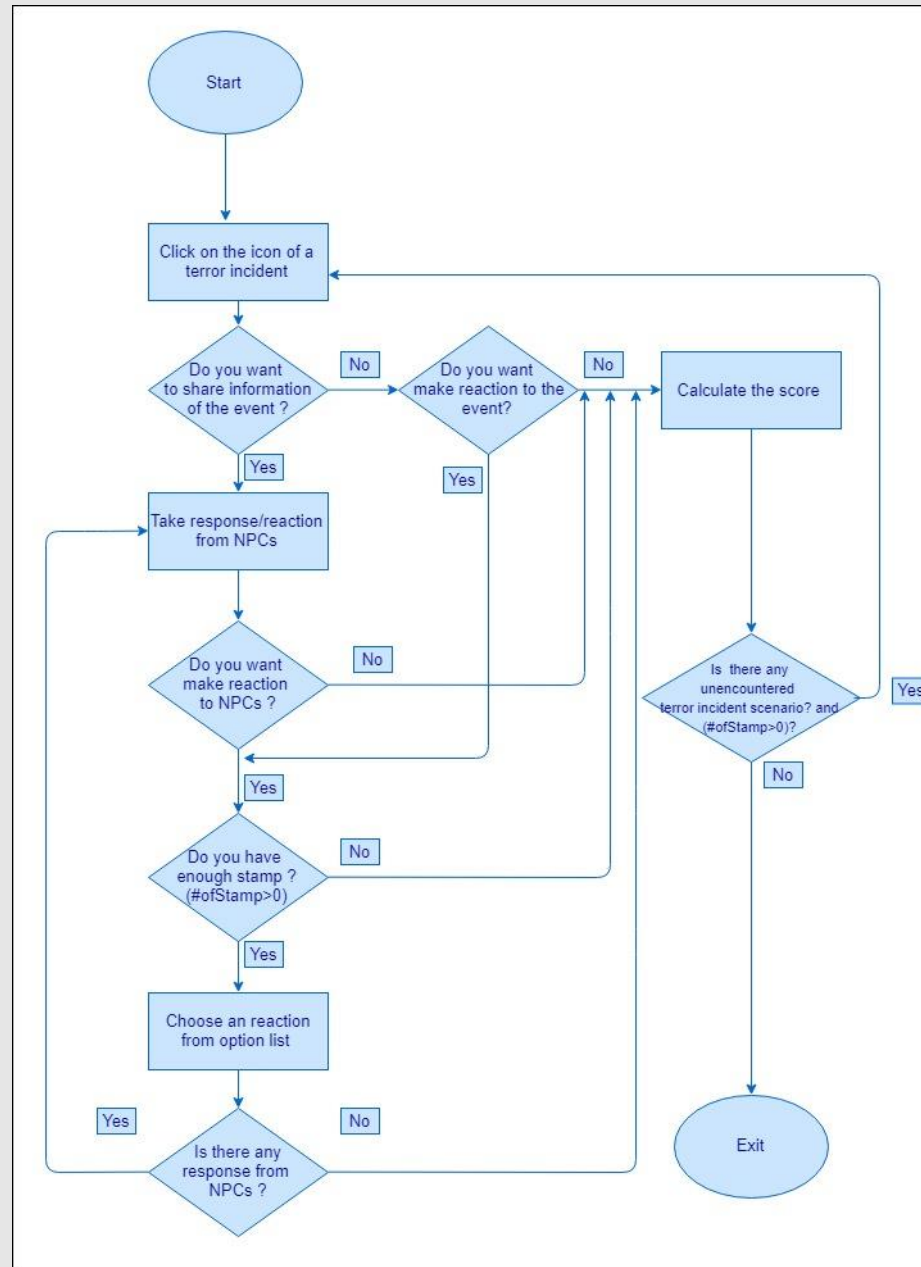 Start
Click on the icon of a
terror incident
Do you want
to share information
of the event ?
No
Do you want
make reaction to the
event?
No
Calculate the score
Yes
Yes
Take response/reaction
from NPCs
Do you want
make reaction
to NPCs ?
No
Is there any
unencountered
terror incident scenario? and
(#ofStamp>0)?
Yes
No
Yes
Do you have
enough stamp ?
(#ofStamp>0)
No
Yes
Choose an reaction
from option list
Yes
No
Is there any
response from
NPCs ?
Exit